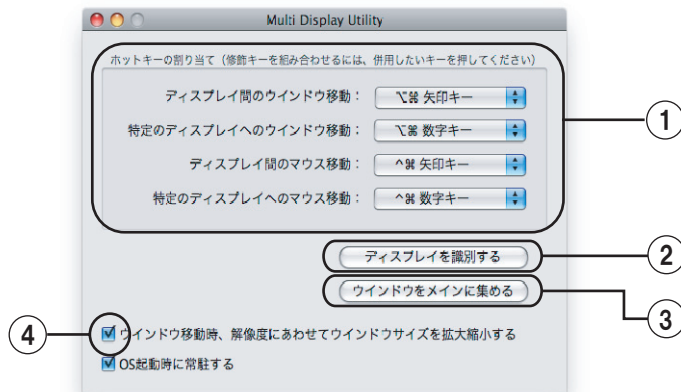 Multi Display Utility
ホットキーの割り当て（修飾キーを組み合わせるには、併用したいキーを押してください）
ディスプレイ間のウインドウ移動： ⌥⌘ 矢印キー
特定のディスプレイへのウインドウ移動： ⌥⌘ 数字キー
1
ディスプレイ間のマウス移動： ^⌘ 矢印キー
特定のディスプレイへのマウス移動： ^⌘ 数字キー
ディスプレイを識別する
2
ウインドウをメインに集める
3
4
ウインドウ移動時、解像度にあわせてウインドウサイズを拡大縮小する
OS起動時に常駐する